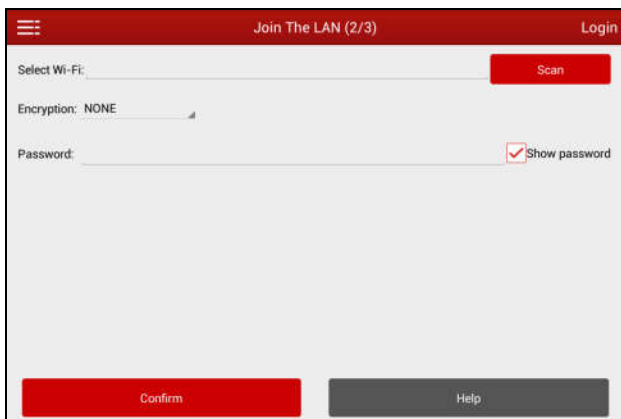 Join The LAN (2/3) Login
Select Wi-Fi: Scan
Encryption: NONE
Password: Show password
Confirm Help